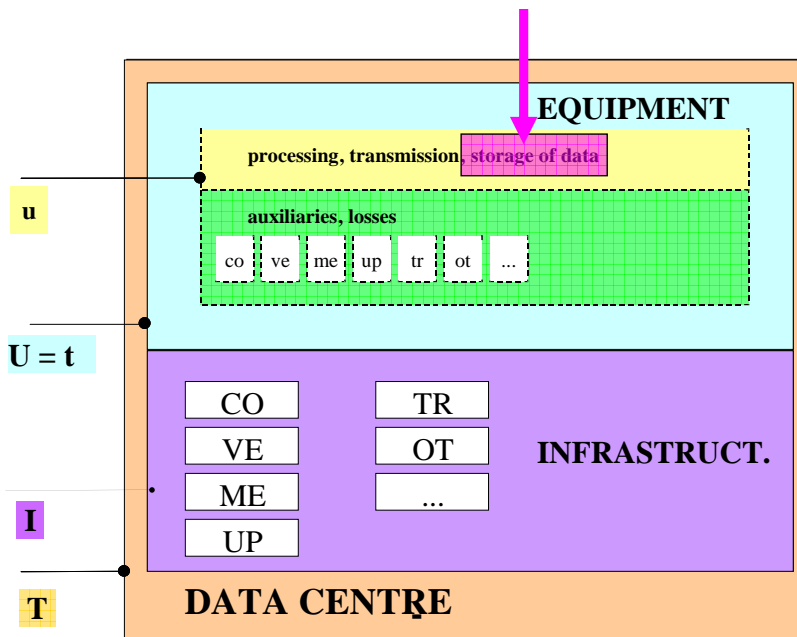 EQUIPMENT
processing, transmission, storage of data
u
auxiliaries, losses
co ve me up tr ot ...
U = t
CO TR
VE OT
INFRASTRUCT.
ME ...
I
UP
T
DATA CENTRE